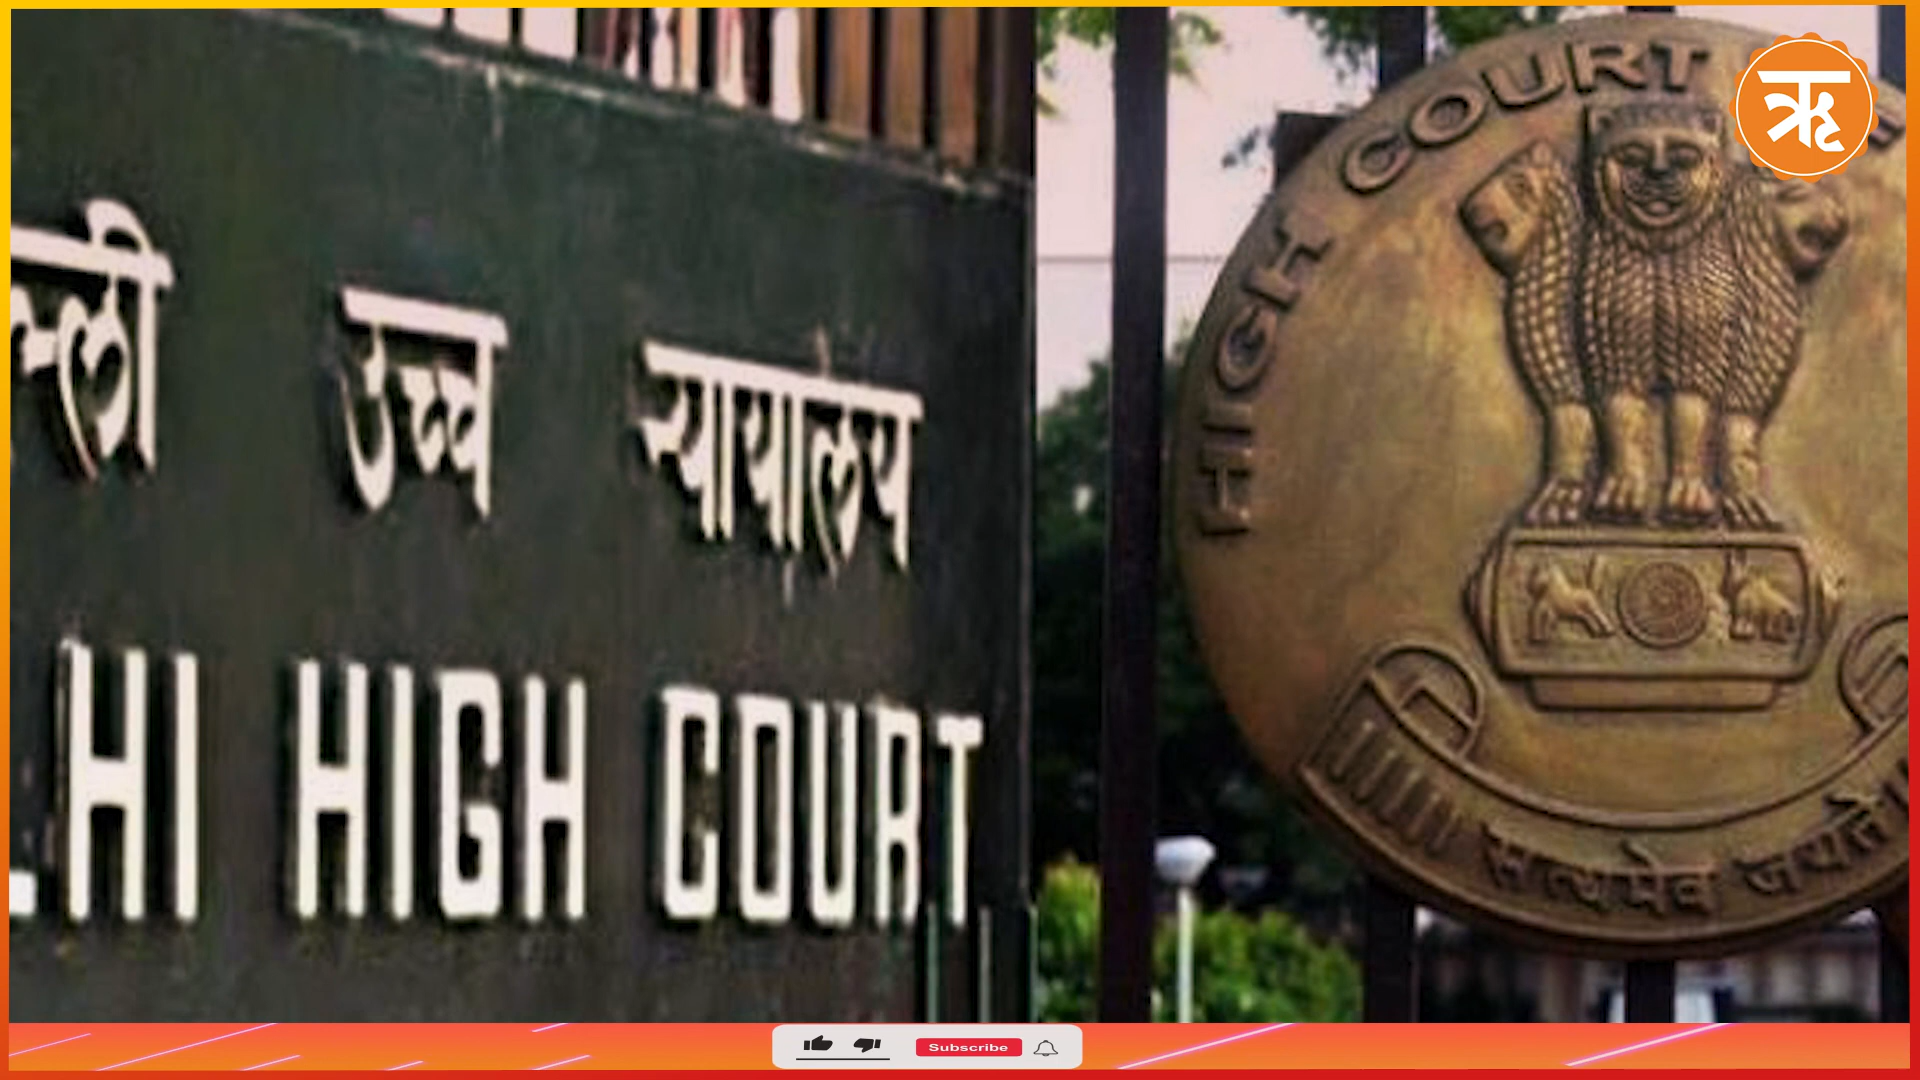 ल्ली उच्च न्यायालय
HI HIGH COURT
HIGH COURT
सत्यमेव जयते
ऋ
Subscribe